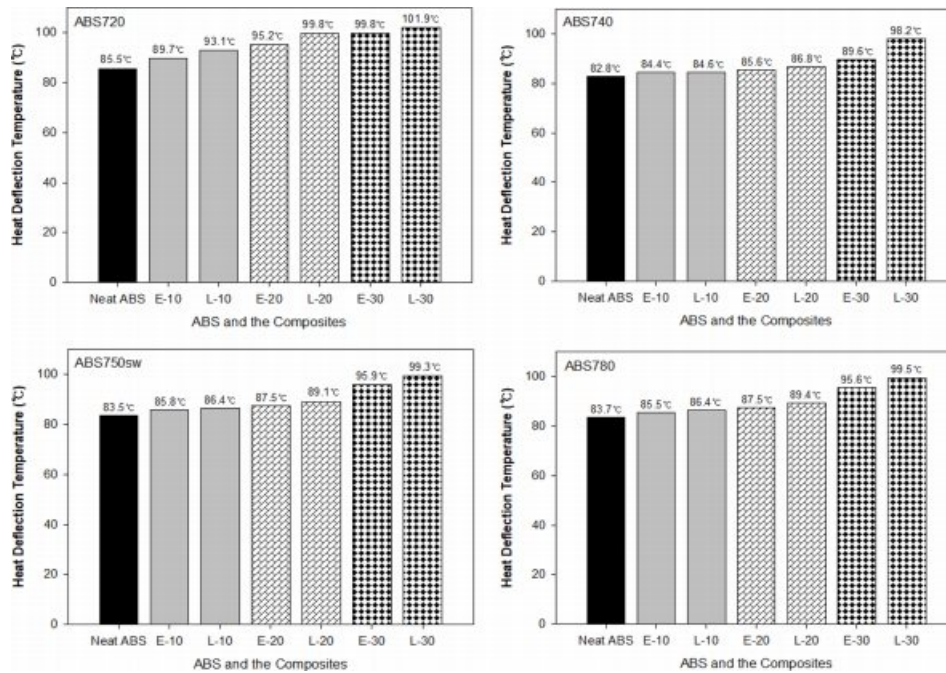 ABS720
85.5℃ 89.7℃ 93.1℃ 95.2℃ 99.8℃ 99.8℃ 101.9℃
100
80
60
40
20
0
Heat Deflection Temperature (℃)
Neat ABS E-10 L-10 E-20 L-20 E-30 L-30
ABS and the Composites
ABS740
82.8℃ 84.4℃ 84.6℃ 85.6℃ 86.8℃ 89.6℃ 98.2℃
100
80
60
40
20
0
Heat Deflection Temperature (℃)
Neat ABS E-10 L-10 E-20 L-20 E-30 L-30
ABS and the Composites
ABS750sw
83.5℃ 85.8℃ 86.4℃ 87.5℃ 89.1℃ 95.9℃ 99.3℃
100
80
60
40
20
0
Heat Deflection Temperature (℃)
Neat ABS E-10 L-10 E-20 L-20 E-30 L-30
ABS and the Composites
ABS780
83.7℃ 85.5℃ 86.4℃ 87.5℃ 89.4℃ 95.6℃ 99.5℃
100
80
60
40
20
0
Heat Deflection Temperature (℃)
Neat ABS E-10 L-10 E-20 L-20 E-30 L-30
ABS and the Composites